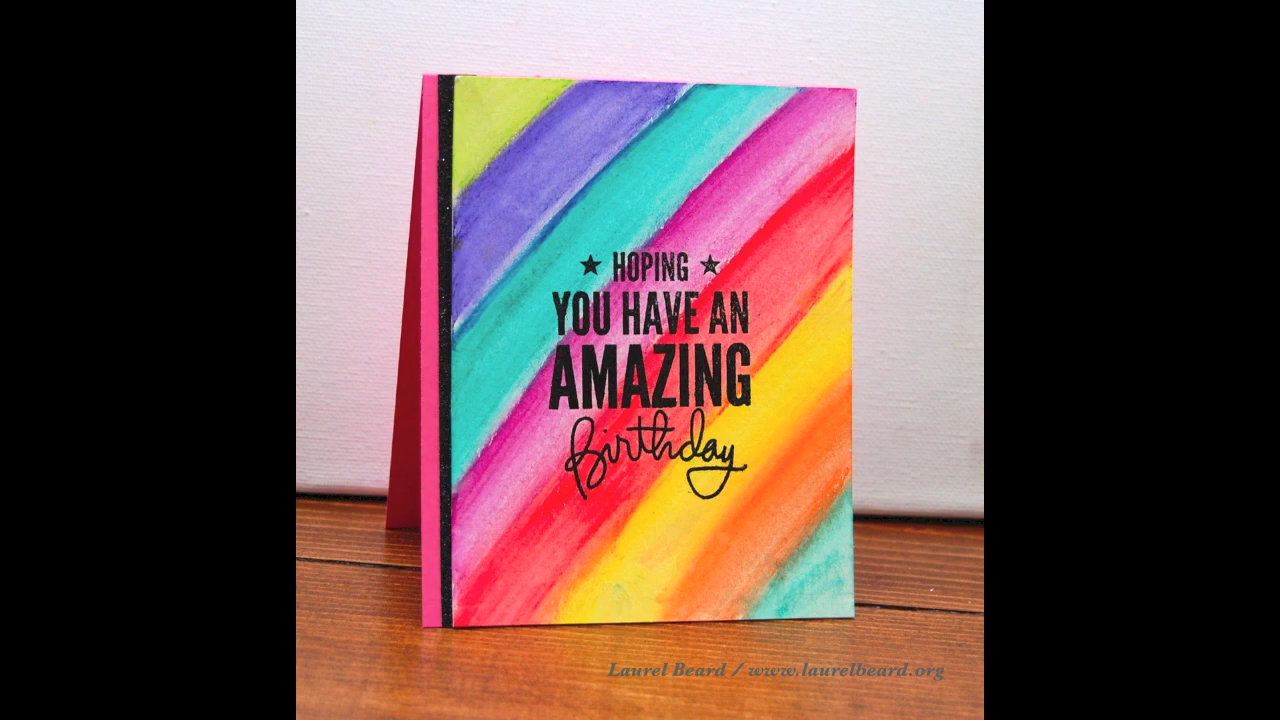 ★ HOPING ★
YOU HAVE AN
AMAZING
Birthday
Laurel Beard / www.laurelbeard.org